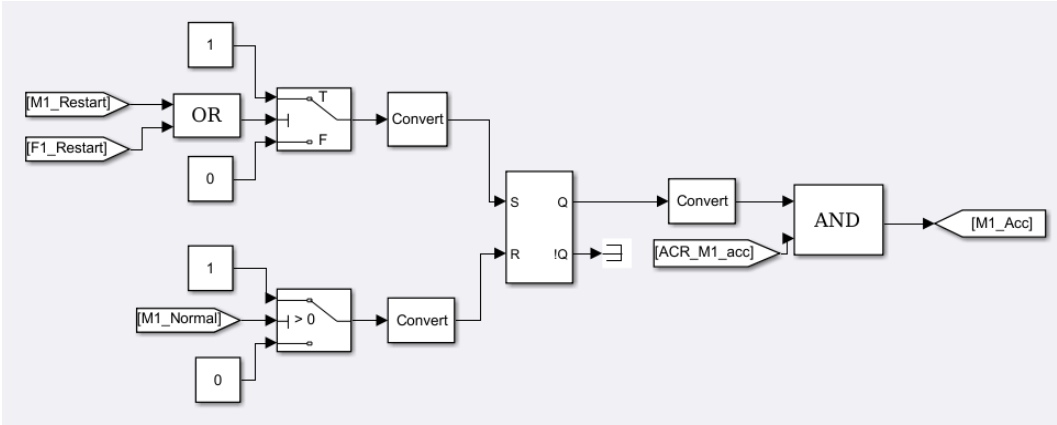 1
[M1_Restart]
OR
T
Convert
[F1_Restart]
F
0
S
Q
Convert
AND
[M1_Acc]
[ACR_M1_acc]
R
!Q
1
[M1_Normal]
> 0
Convert
0